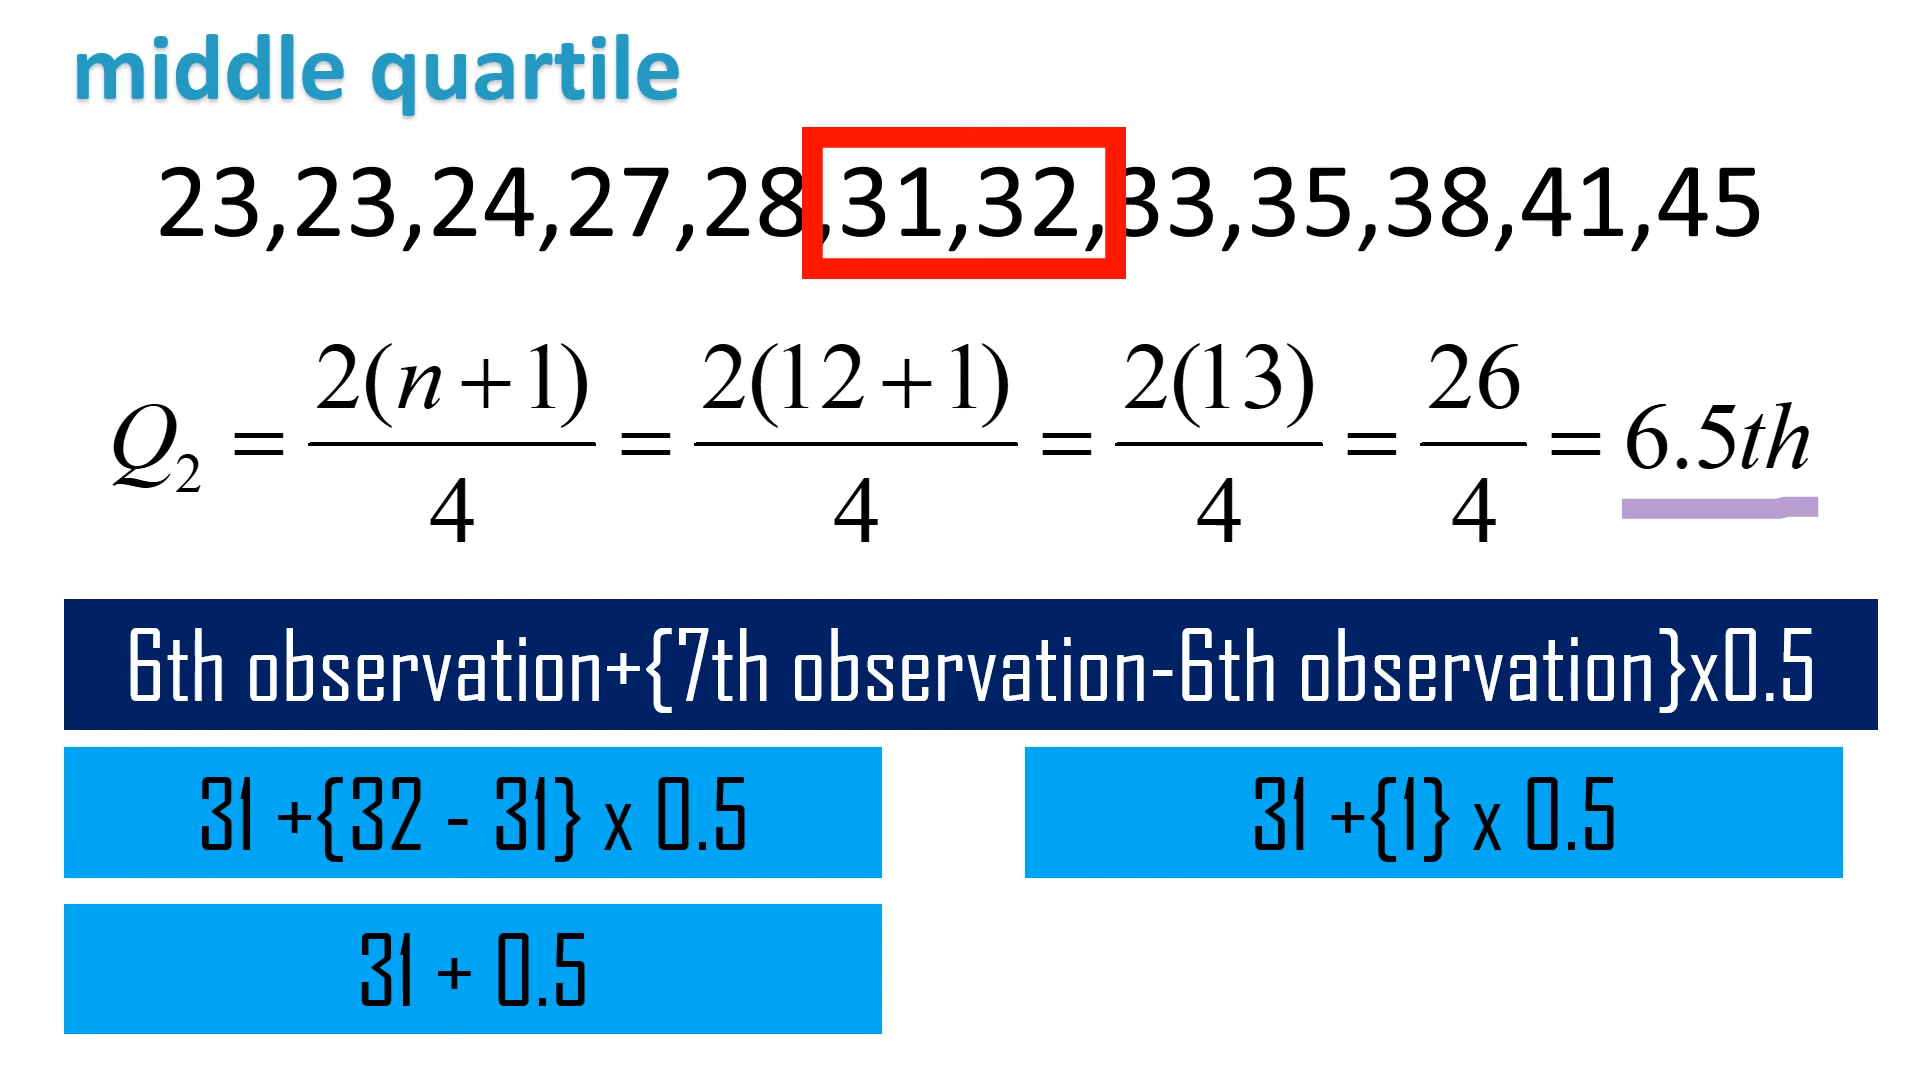 middle quartile
23,23,24,27,28,31,32,33,35,38,41,45
Q₂ = 2(n+1)/4 = 2(12+1)/4 = 2(13)/4 = 26/4 = 6.5th
6th observation+{7th observation-6th observation}x0.5
31 +{32 - 31} x 0.5
31 +{1} x 0.5
31 + 0.5